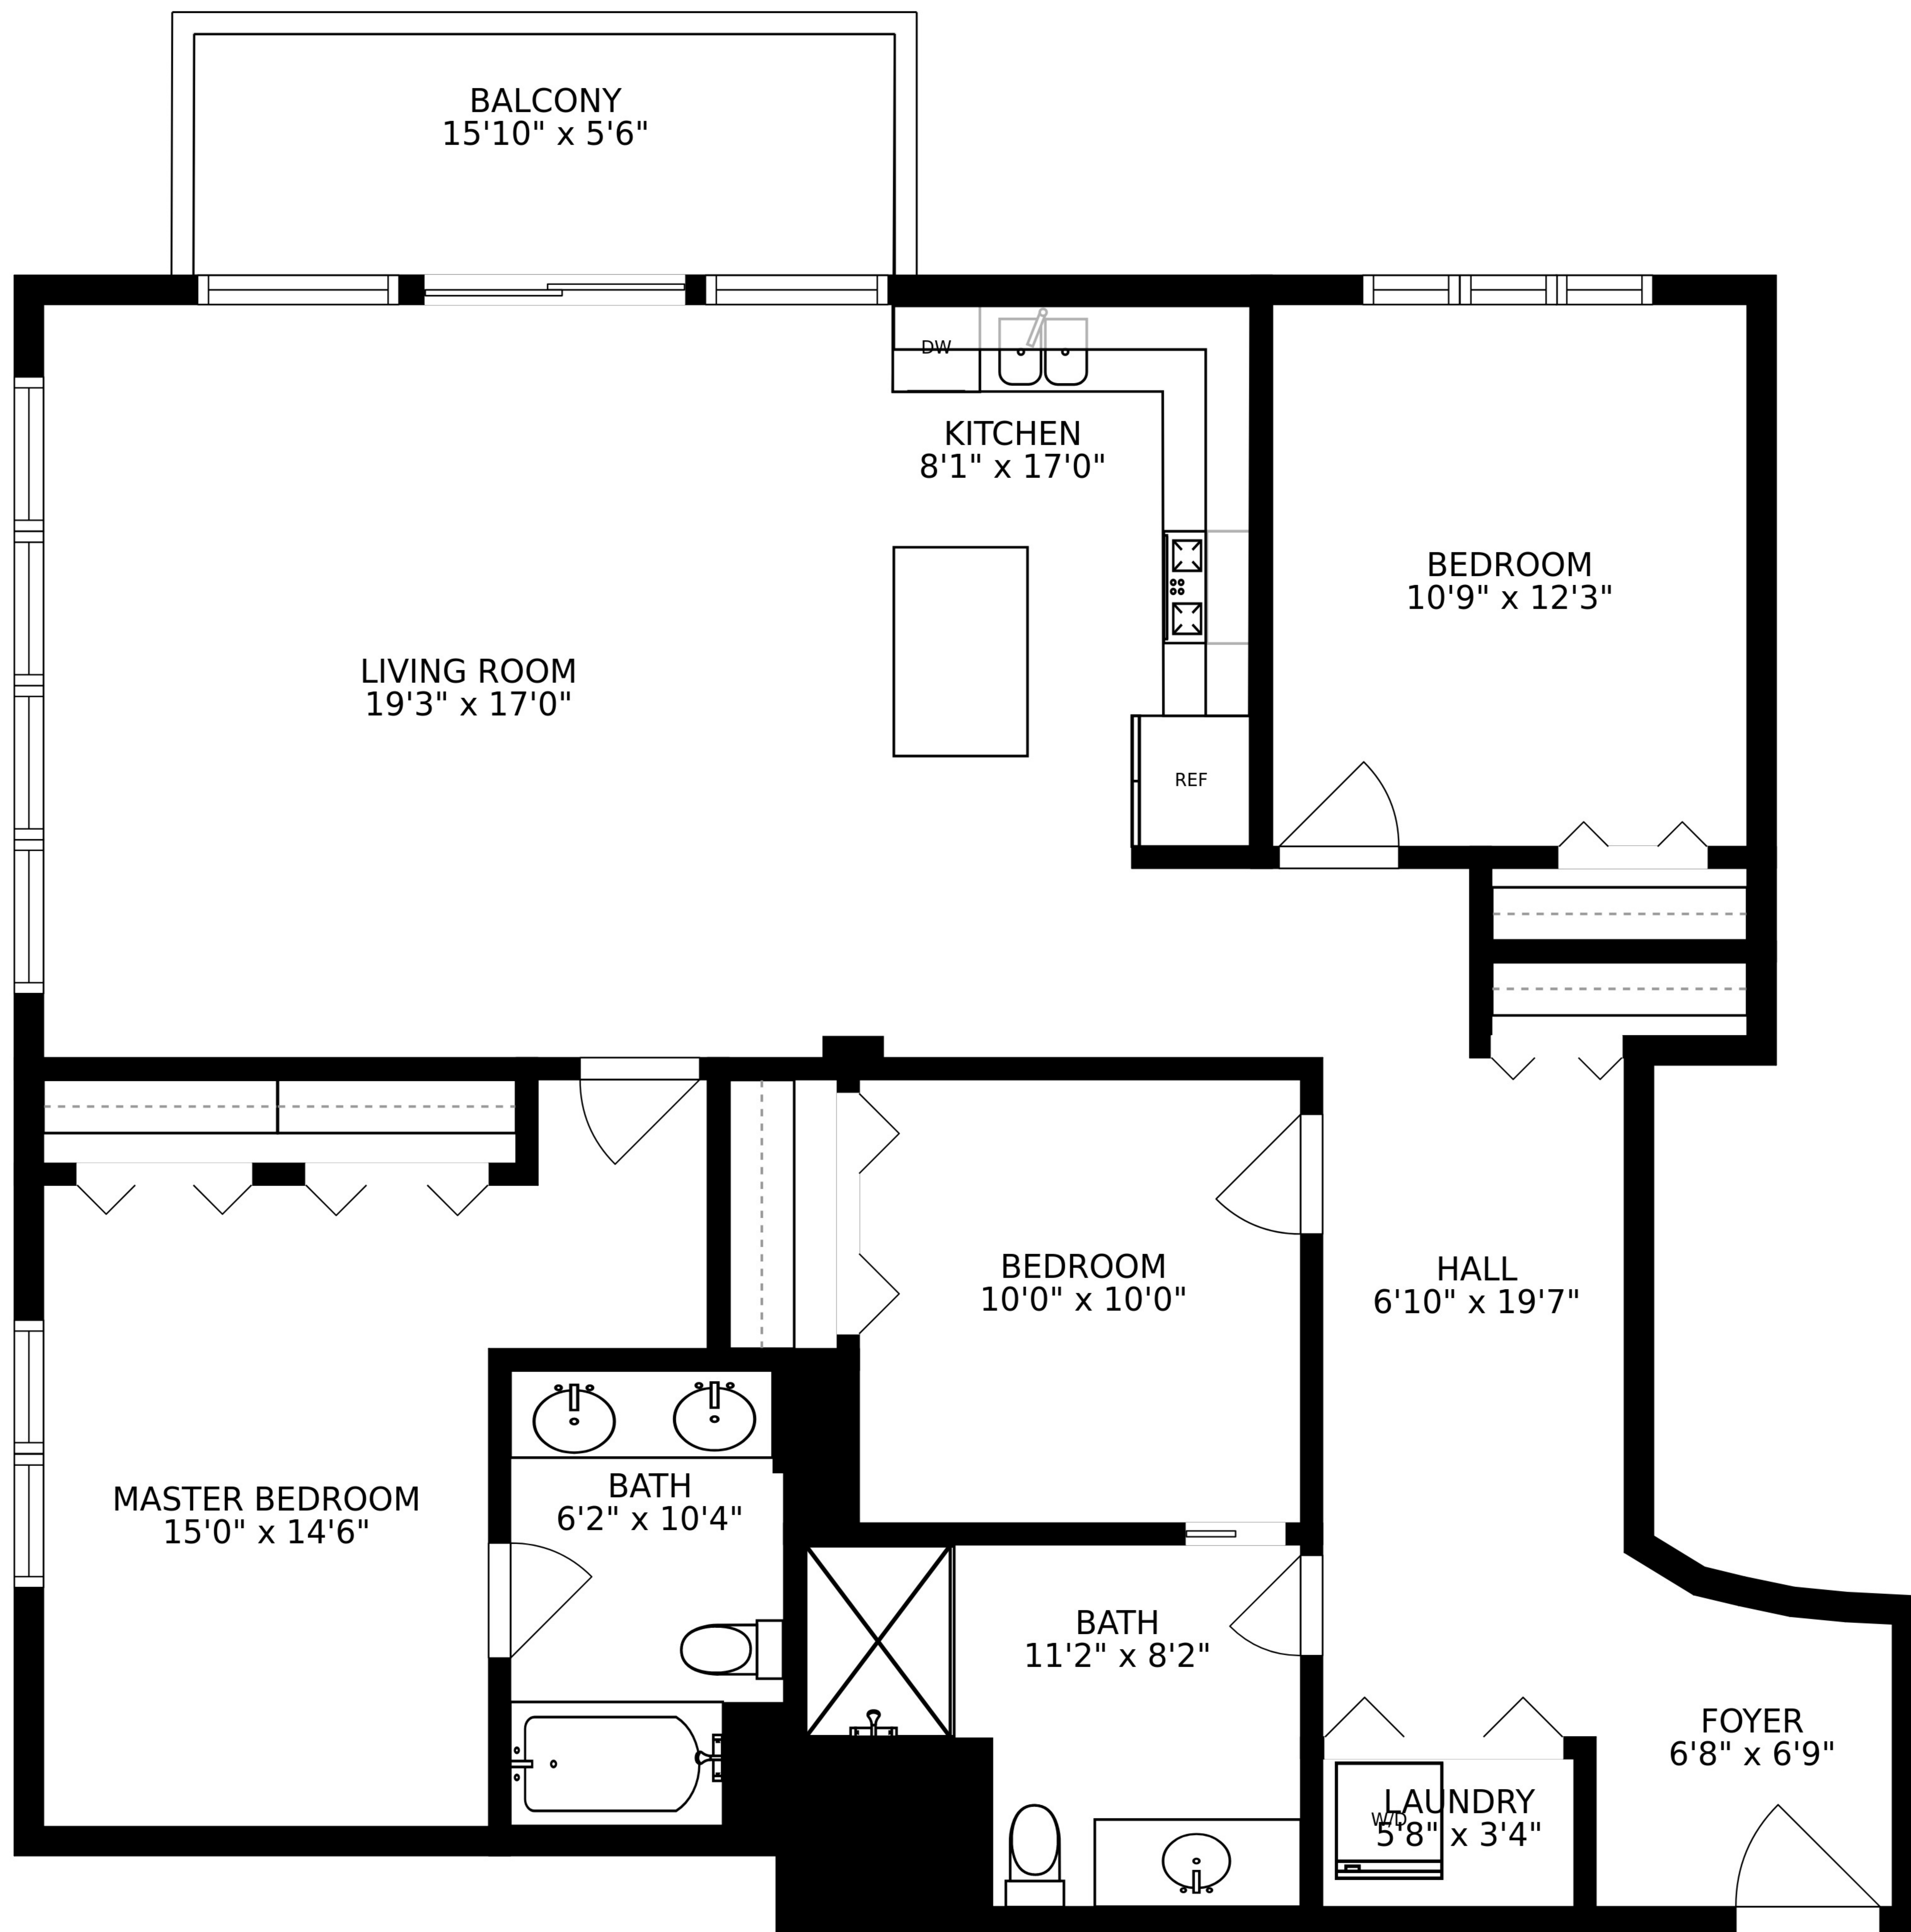 BALCONY
15'10" x 5'6"
DW
KITCHEN
8'1" x 17'0"
BEDROOM
10'9" x 12'3"
LIVING ROOM
19'3" x 17'0"
REF
BEDROOM
10'0" x 10'0"
HALL
6'10" x 19'7"
MASTER BEDROOM
15'0" x 14'6"
BATH
6'2" x 10'4"
BATH
11'2" x 8'2"
FOYER
6'8" x 6'9"
LAUNDRY
W/D
5'8" x 3'4"